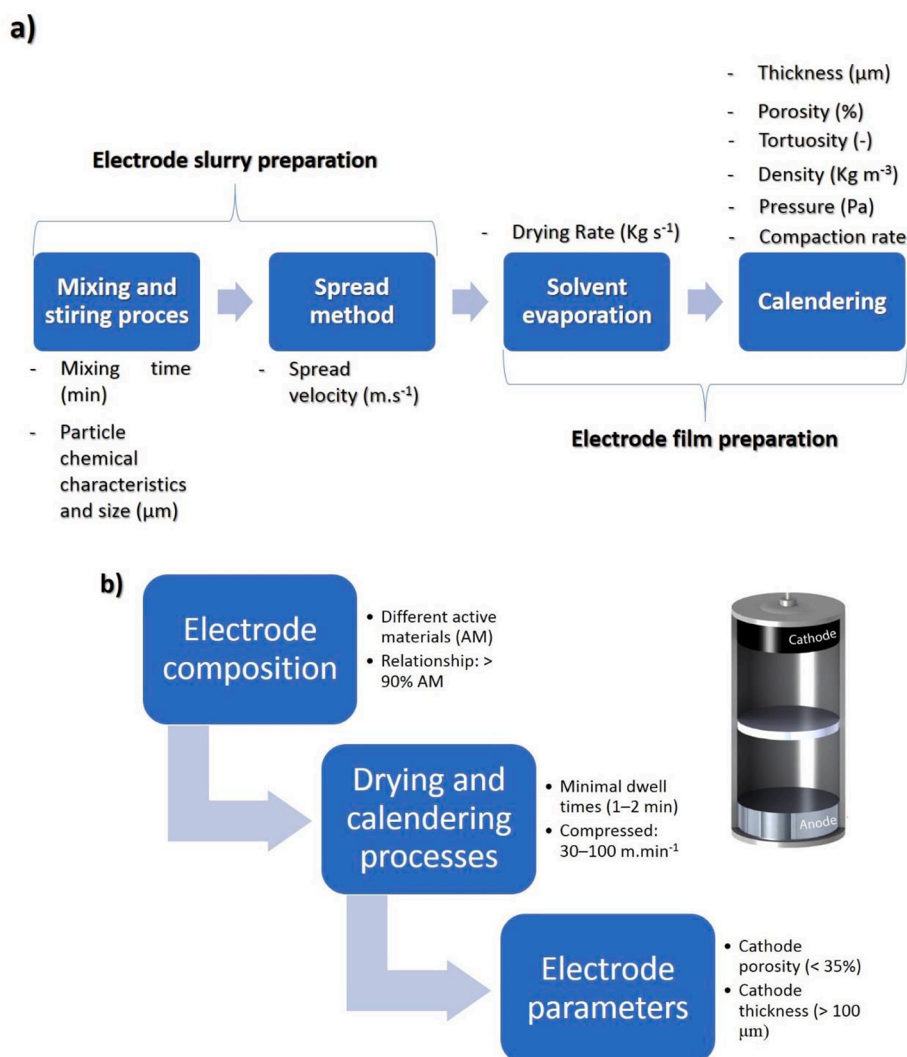 a)
- Thickness (µm)
- Porosity (%)
- Tortuosity (-)
- Density (Kg m⁻³)
- Pressure (Pa)
- Compaction rate
Electrode slurry preparation
- Drying Rate (Kg s⁻¹)
Mixing and
stiring proces
Spread
method
Solvent
evaporation
Calendering
- Mixing time
(min)
- Particle
chemical
characteristics
and size (µm)
- Spread
velocity (m.s⁻¹)
Electrode film preparation
b)
Electrode
composition
• Different active
materials (AM)
• Relationship: >
90% AM
Cathode
Anode
Drying and
calendering
processes
• Minimal dwell
times (1–2 min)
• Compressed:
30–100 m.min⁻¹
Electrode
parameters
• Cathode
porosity (< 35%)
• Cathode
thickness (> 100
µm)